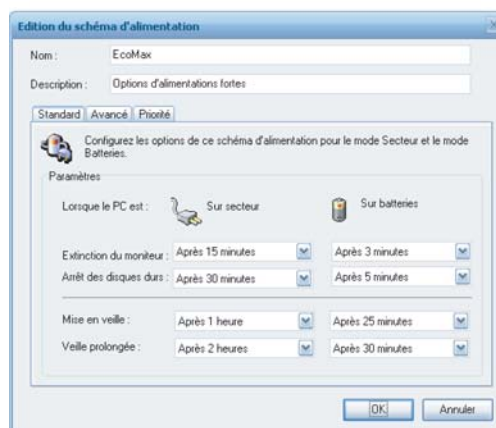 Edition du schéma d'alimentation
Nom :
EcoMax
Description :
Options d'alimentations fortes
Standard
Avancé
Priorité
Configurez les options de ce schéma d'alimentation pour le mode Secteur et le mode
Batteries.
Paramètres
Lorsque le PC est :
Sur secteur
Sur batteries
Extinction du moniteur :
Après 15 minutes
Après 3 minutes
Arrêt des disques durs :
Après 30 minutes
Après 5 minutes
Mise en veille :
Après 1 heure
Après 25 minutes
Veille prolongée :
Après 2 heures
Après 30 minutes
OK
Annuler